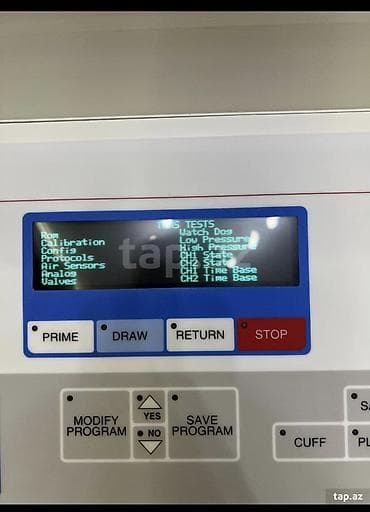 TESTS
Rom
Calibration
Config
Protocols
Air Sensors
Analog
Valves
Watch Dog
Low Pressure
High Pressure
CH1 State
CH2 State
CH1 Time Base
CH2 Time Base
tap.az
PRIME
DRAW
RETURN
STOP
MODIFY
PROGRAM
YES
NO
SAVE
PROGRAM
CUFF
tap.az